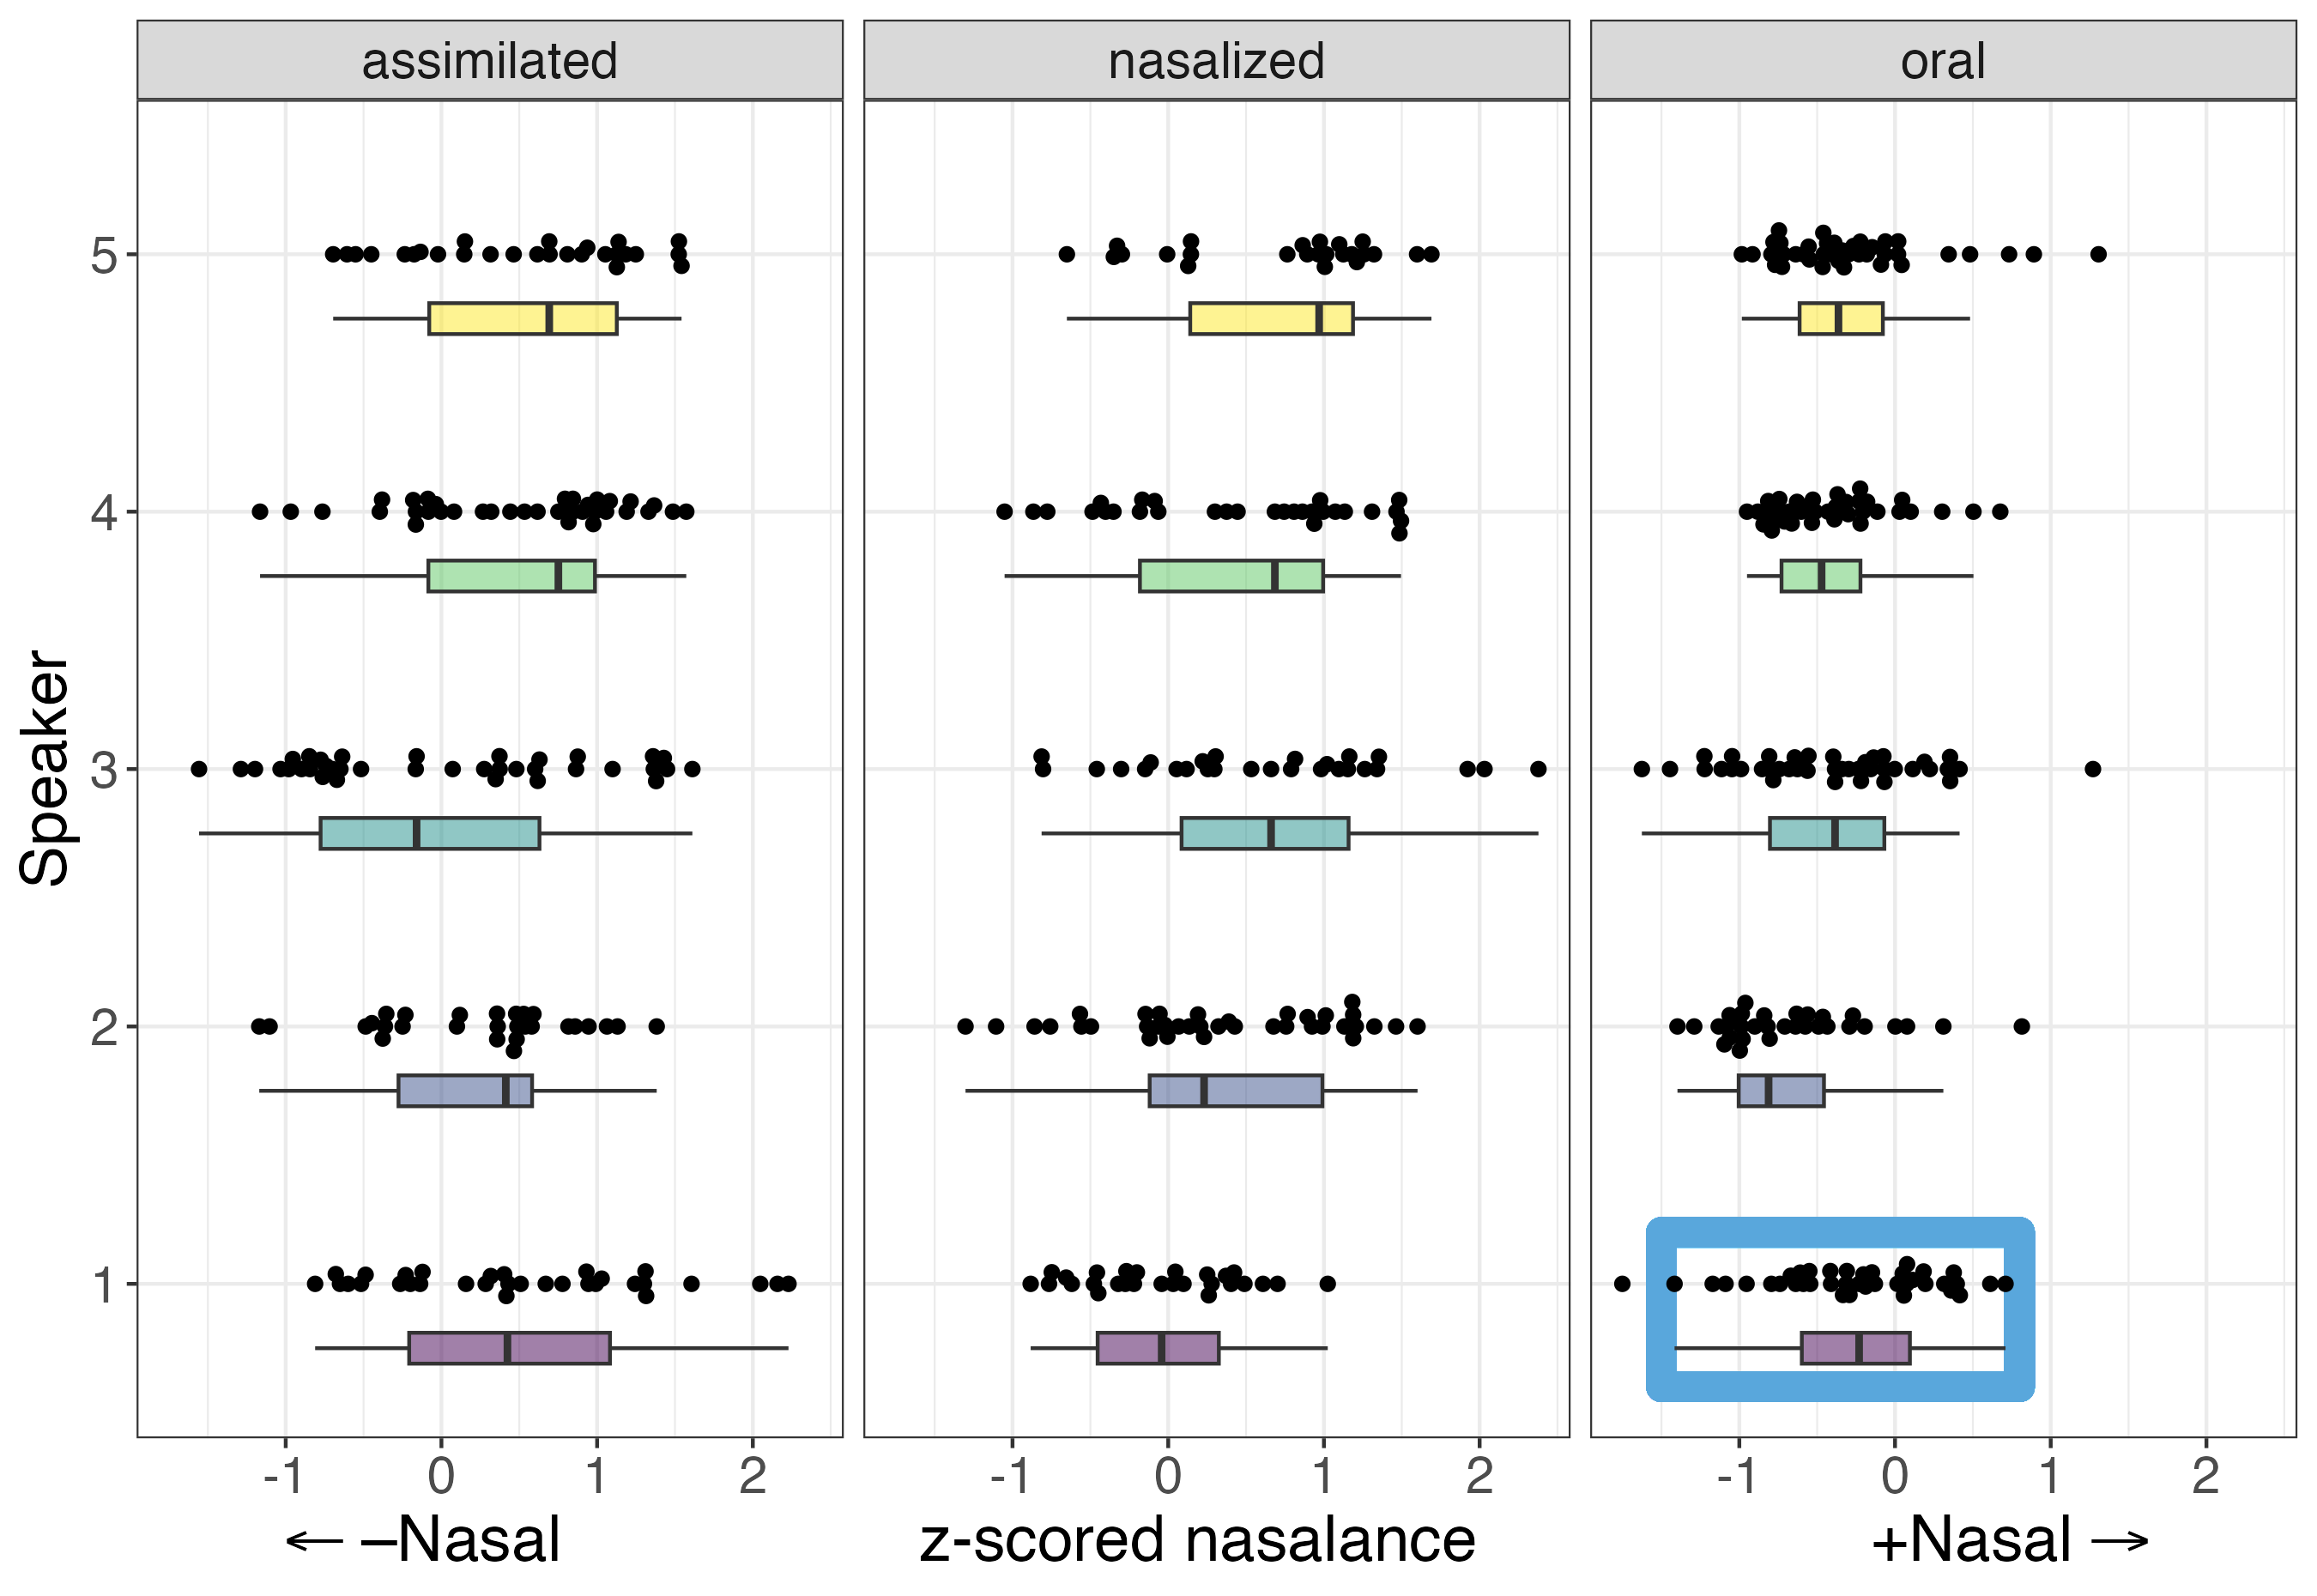 assimilated nasalized oral
5
4
3
2
1
Speaker
-1 0 1 2 -1 0 1 2 -1 0 1 2
← –Nasal z-scored nasalance +Nasal →